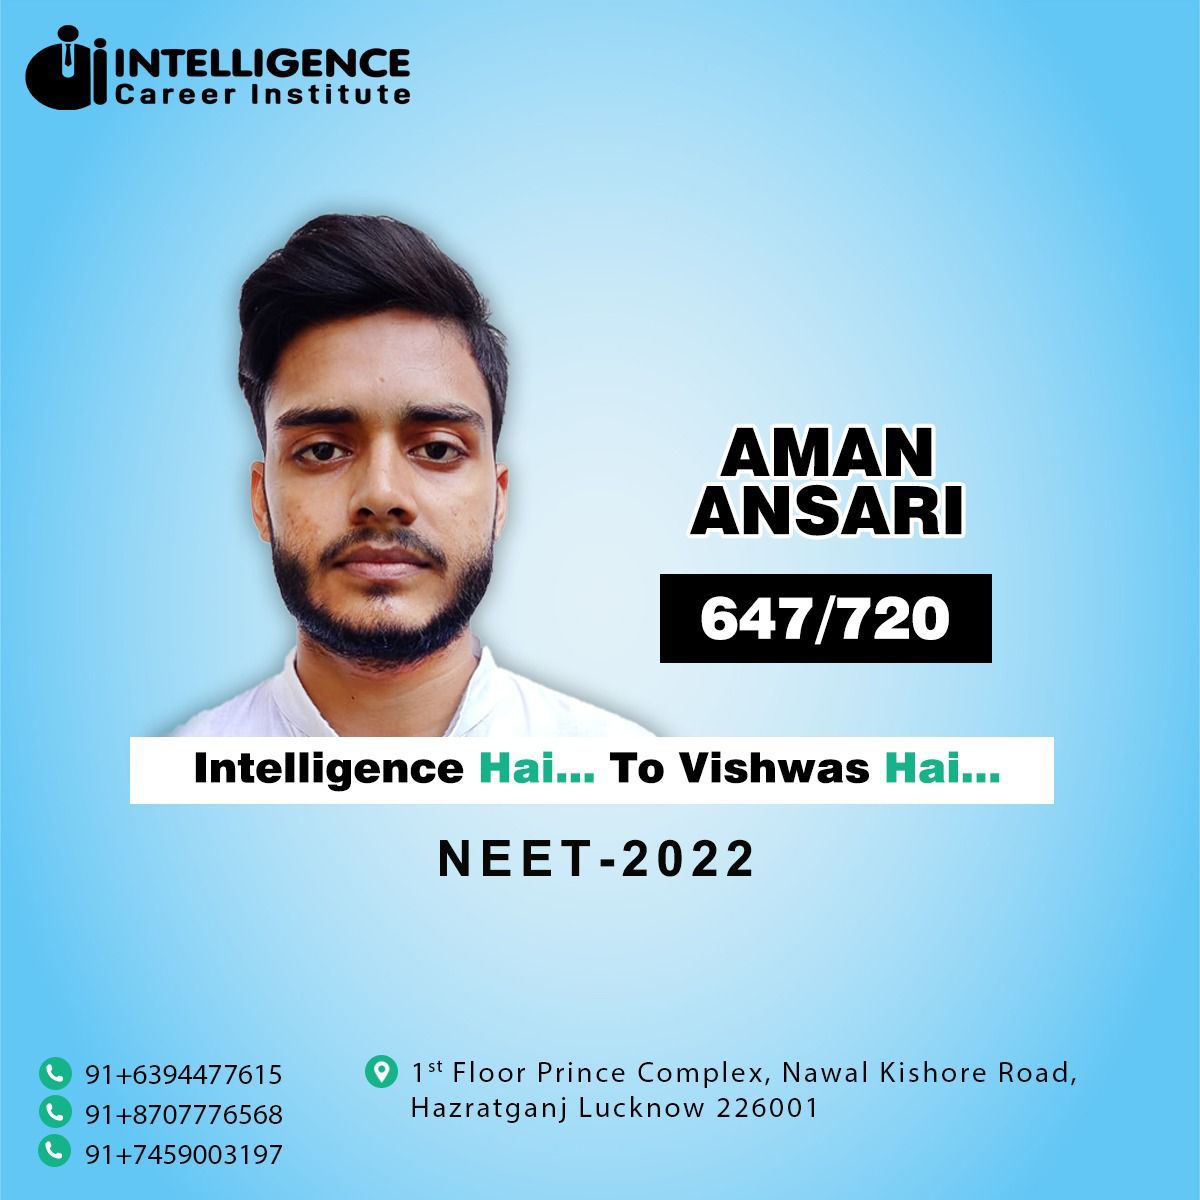 INTELLIGENCE
Career Institute
AMAN
ANSARI
647/720
Intelligence Hai... To Vishwas Hai...
NEET-2022
91+6394477615
91+8707776568
91+7459003197
1st Floor Prince Complex, Nawal Kishore Road,
Hazratganj Lucknow 226001